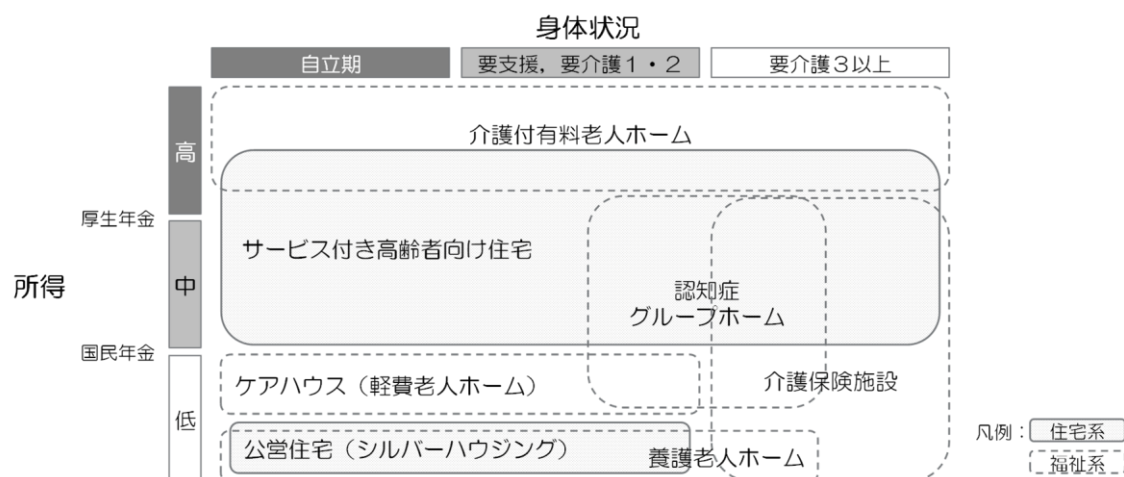 身体状況
自立期
要支援，要介護１・２
要介護３以上
介護付有料老人ホーム
高
厚生年金
サービス付き高齢者向け住宅
所得
中
認知症
グループホーム
国民年金
ケアハウス（軽費老人ホーム）
介護保険施設
低
公営住宅（シルバーハウジング）
養護老人ホーム
凡例：
住宅系
福祉系